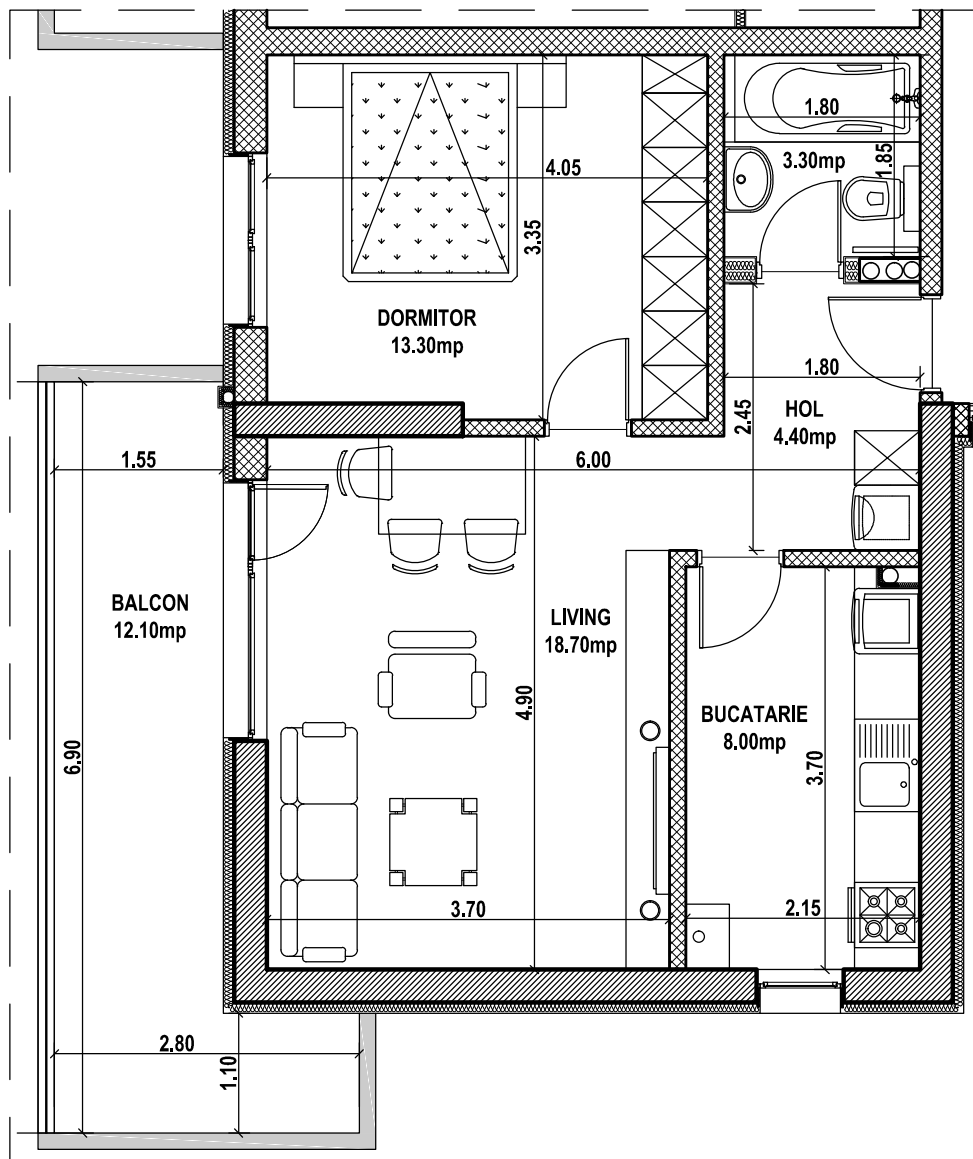 1.80
3.30mp
1.85
4.05
3.35
DORMITOR
13.30mp
1.80
HOL
4.40mp
2.45
1.55
6.00
BALCON
12.10mp
LIVING
18.70mp
4.90
BUCATARIE
8.00mp
3.70
6.90
3.70
2.15
2.80
1.10